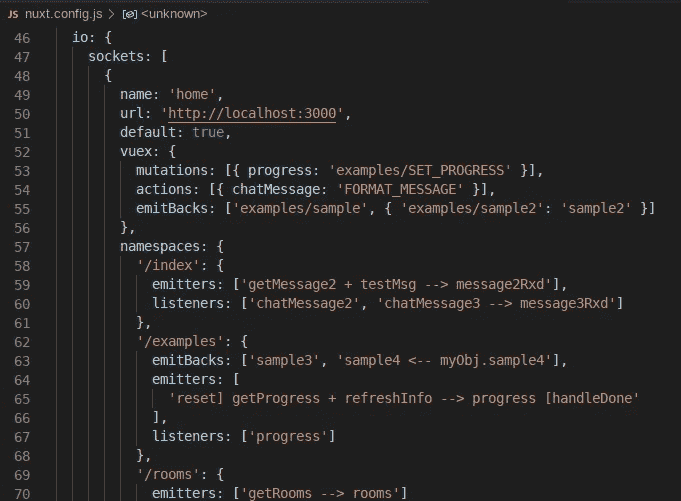 JS nuxt.config.js > <unknown>
46 io: {
47 sockets: [
48 {
49 name: 'home',
50 url: 'http://localhost:3000',
51 default: true,
52 vuex: {
53 mutations: [{ progress: 'examples/SET_PROGRESS' }],
54 actions: [{ chatMessage: 'FORMAT_MESSAGE' }],
55 emitBacks: ['examples/sample', { 'examples/sample2': 'sample2' }]
56 },
57 namespaces: {
58 '/index': {
59 emitters: ['getMessage2 + testMsg --> message2Rxd'],
60 listeners: ['chatMessage2', 'chatMessage3 --> message3Rxd']
61 },
62 '/examples': {
63 emitBacks: ['sample3', 'sample4 <-- myObj.sample4'],
64 emitters: [
65 'reset] getProgress + refreshInfo --> progress [handleDone'
66 ],
67 listeners: ['progress']
68 },
69 '/rooms': {
70 emitters: ['getRooms --> rooms']